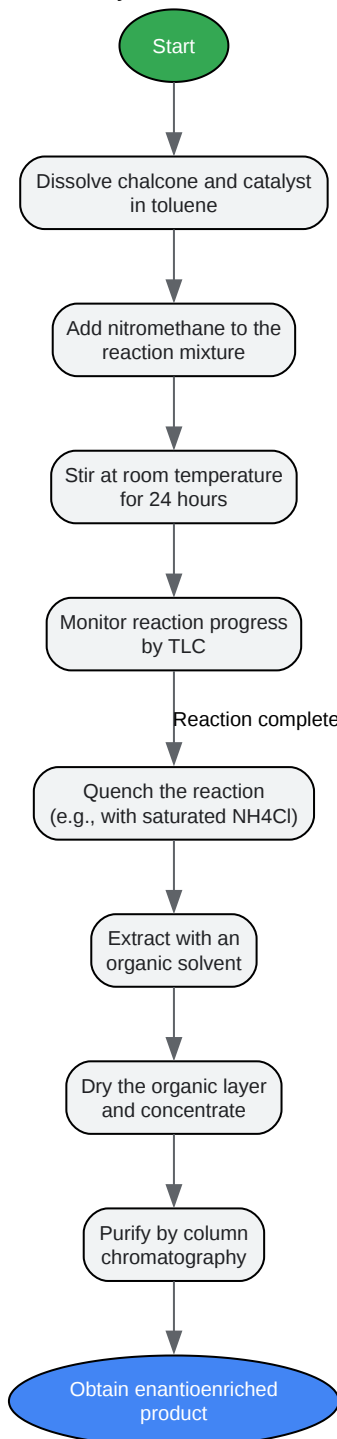 Start
Dissolve chalcone and catalyst
in toluene
Add nitromethane to the
reaction mixture
Stir at room temperature
for 24 hours
Monitor reaction progress
by TLC
Reaction complete
Quench the reaction
(e.g., with saturated NH4Cl)
Extract with an
organic solvent
Dry the organic layer
and concentrate
Purify by column
chromatography
Obtain enantioenriched
product